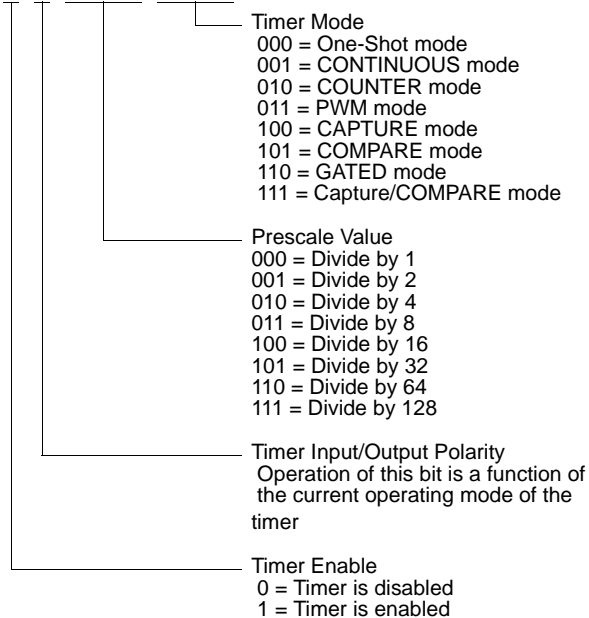 Timer Mode
000 = One-Shot mode
001 = CONTINUOUS mode
010 = COUNTER mode
011 = PWM mode
100 = CAPTURE mode
101 = COMPARE mode
110 = GATED mode
111 = Capture/COMPARE mode
Prescale Value
000 = Divide by 1
001 = Divide by 2
010 = Divide by 4
011 = Divide by 8
100 = Divide by 16
101 = Divide by 32
110 = Divide by 64
111 = Divide by 128
Timer Input/Output Polarity
Operation of this bit is a function of
the current operating mode of the
timer
Timer Enable
0 = Timer is disabled
1 = Timer is enabled